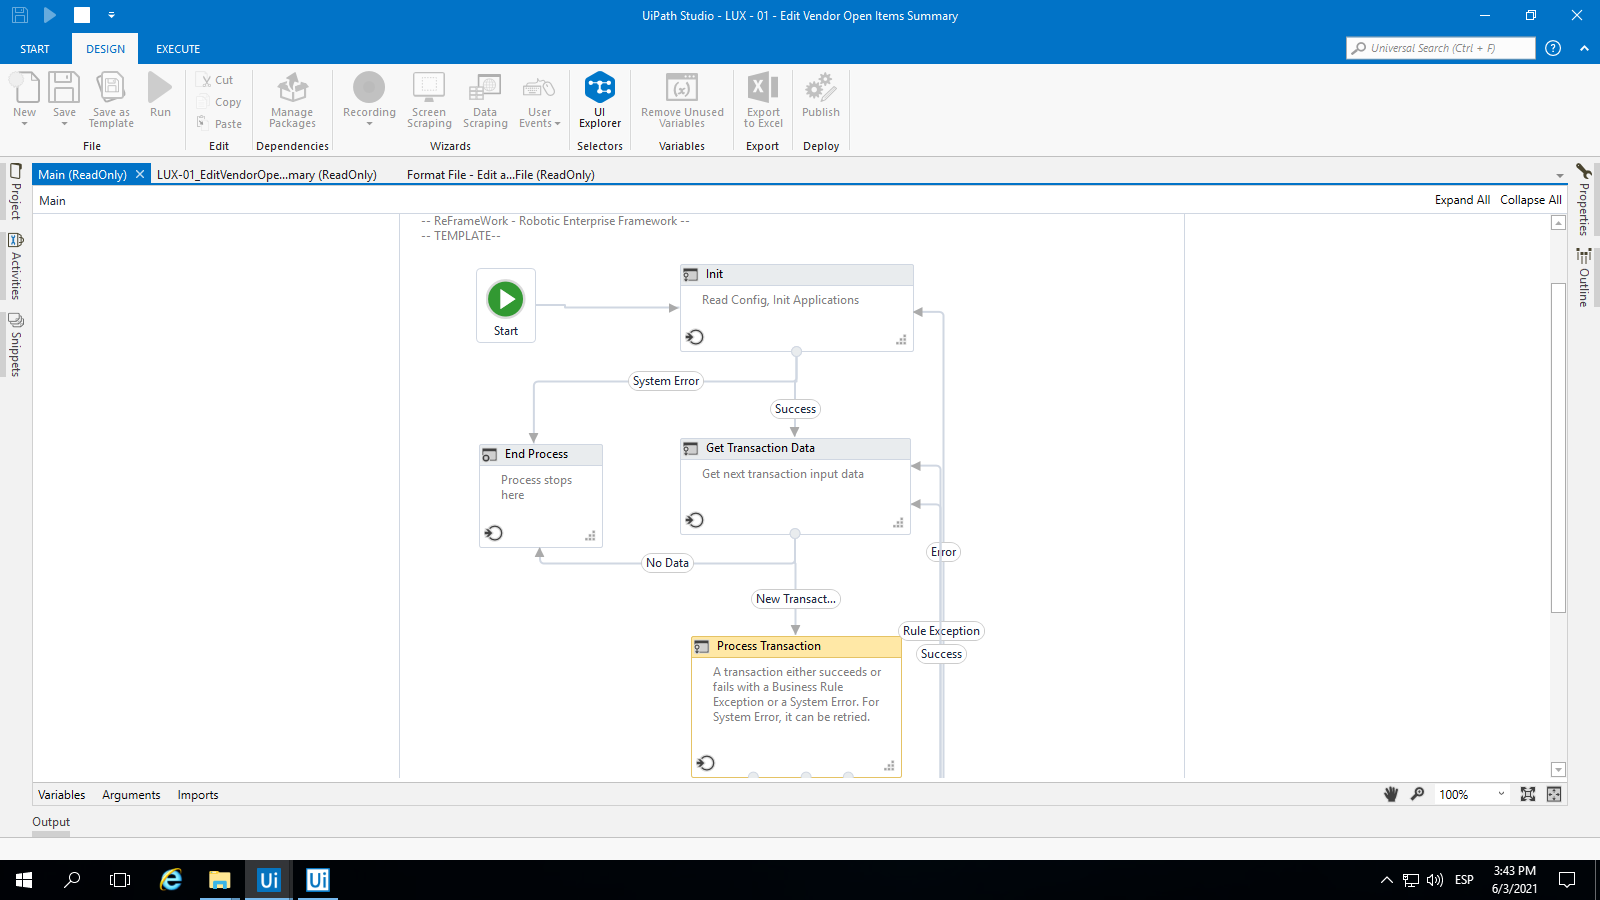 UiPath Studio - LUX - 01 - Edit Vendor Open Items Summary
START DESIGN EXECUTE
Universal Search (Ctrl + F)
New
Save
Save as
Template
Run
File
Cut
Copy
Paste
Edit
Manage
Packages
Dependencies
Recording
Screen
Scraping
Data
Scraping
User
Events
Wizards
UI
Explorer
Selectors
Remove Unused
Variables
Variables
Export
to Excel
Export
Publish
Deploy
Project
Activities
Snippets
Main (ReadOnly)
LUX-01_EditVendorOpe...mary (ReadOnly)
Format File - Edit a...File (ReadOnly)
Main
Expand All Collapse All
Properties
Outline
-- ReFrameWork - Robotic Enterprise Framework --
-- TEMPLATE--
Start
Init
Read Config, Init Applications
System Error
Success
End Process
Process stops
here
Get Transaction Data
Get next transaction input data
No Data
Error
New Transact...
Rule Exception
Success
Process Transaction
A transaction either succeeds or
fails with a Business Rule
Exception or a System Error. For
System Error, it can be retried.
Variables Arguments Imports
100%
Output
Ui
Ui
ESP
3:43 PM
6/3/2021